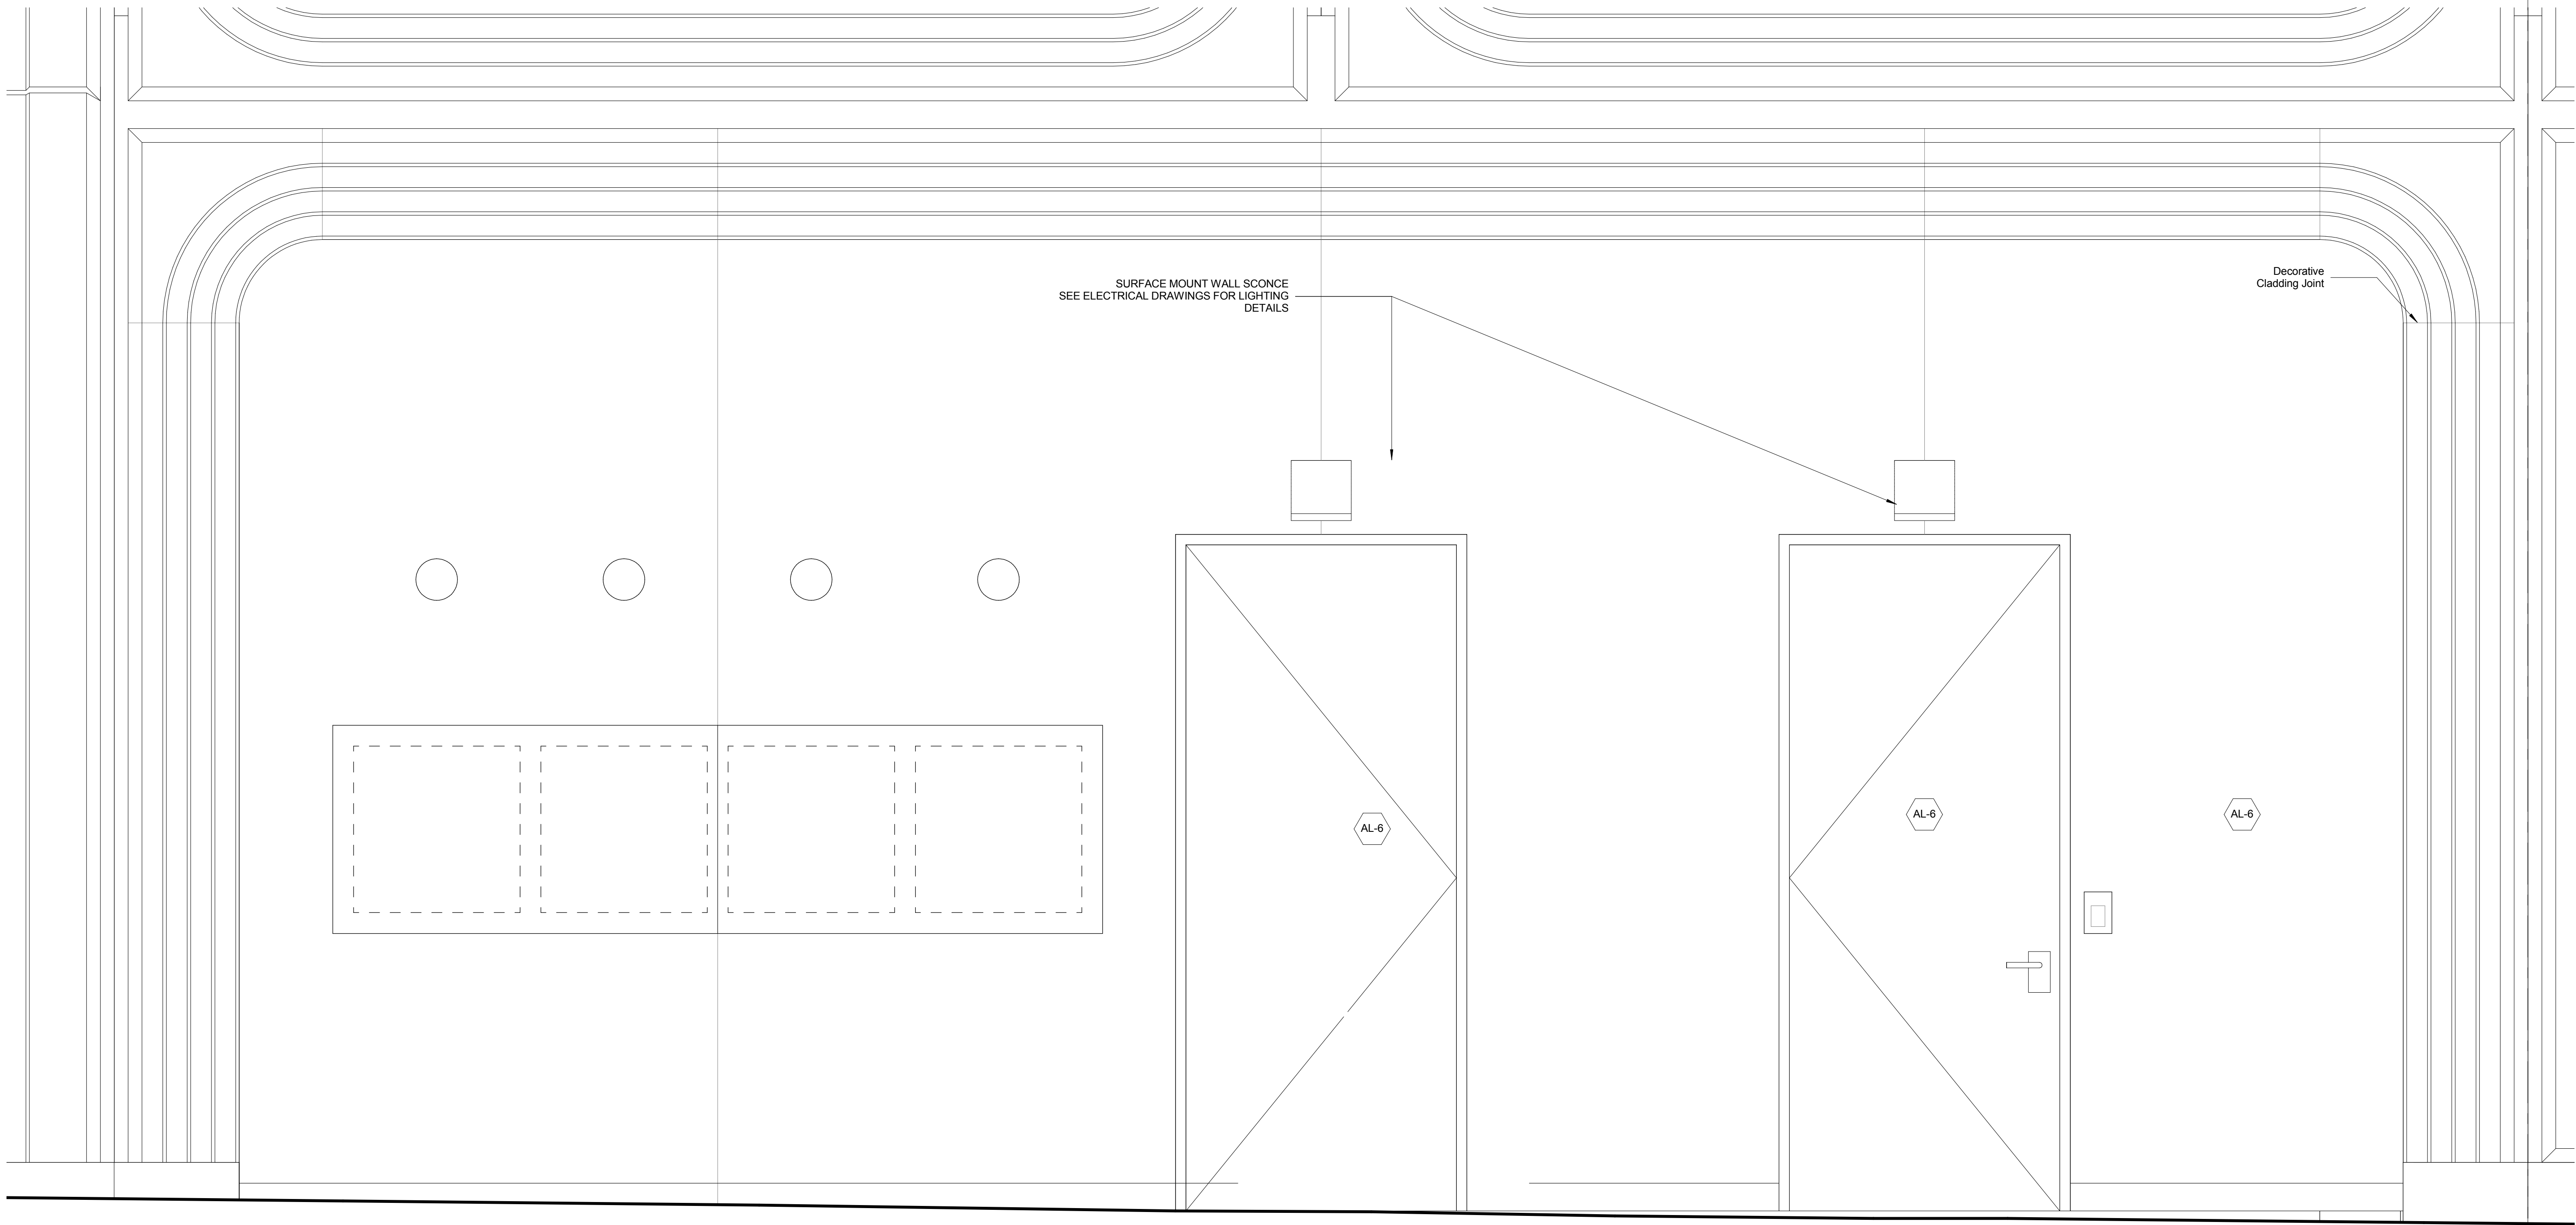 SURFACE MOUNT WALL SCONCE
SEE ELECTRICAL DRAWINGS FOR LIGHTING
DETAILS
Decorative
Cladding Joint
AL-6
AL-6
AL-6